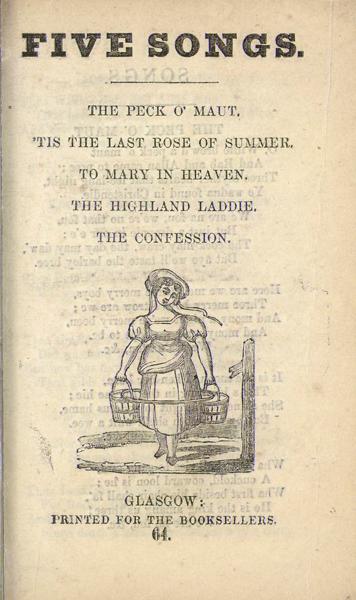 FIVE SONGS.
THE PECK O' MAUT.
'TIS THE LAST ROSE OF SUMMER.
TO MARY IN HEAVEN.
THE HIGHLAND LADDIE.
THE CONFESSION.
GLASGOW:
PRINTED FOR THE BOOKSELLERS.
64.